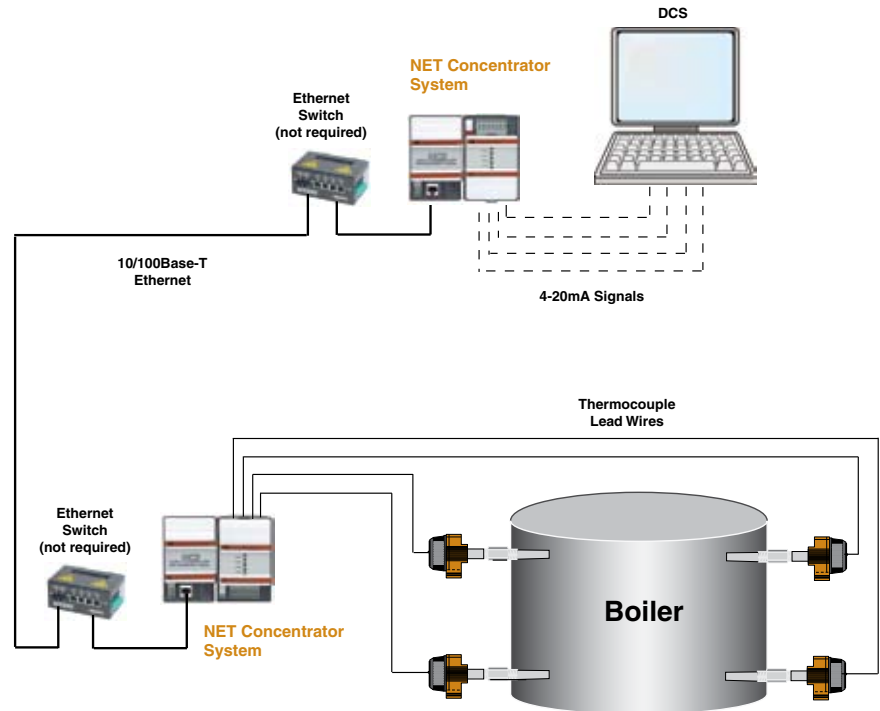 DCS
NET Concentrator
System
Ethernet
Switch
(not required)
10/100Base-T
Ethernet
4-20mA Signals
Thermocouple
Lead Wires
Ethernet
Switch
(not required)
NET Concentrator
System
Boiler